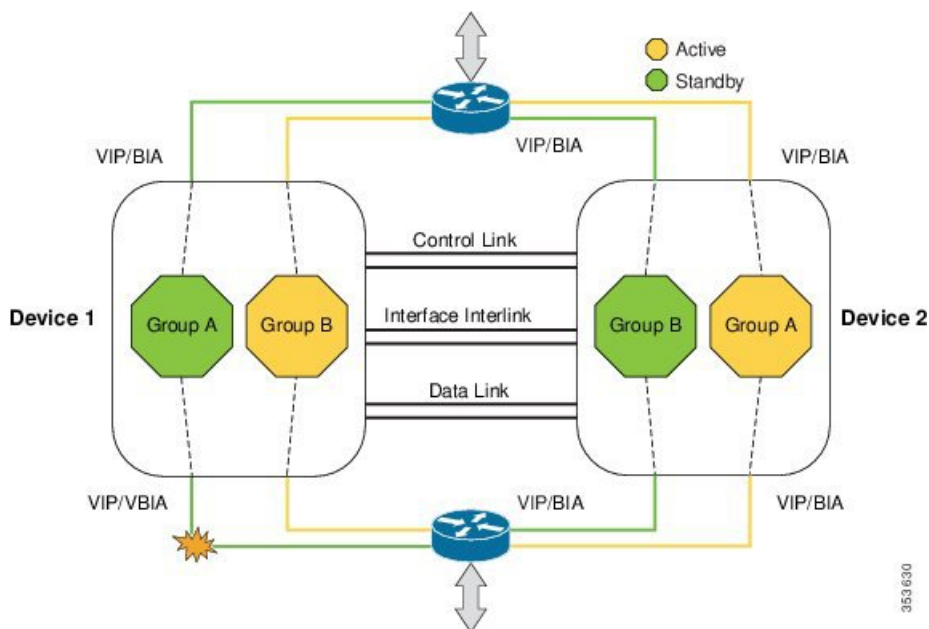 Active
Standby
VIP/BIA
VIP/BIA
VIP/BIA
Control Link
Device 1
Group A
Group B
Interface Interlink
Group B
Group A
Device 2
Data Link
VIP/VBIA
VIP/BIA
VIP/BIA
353630